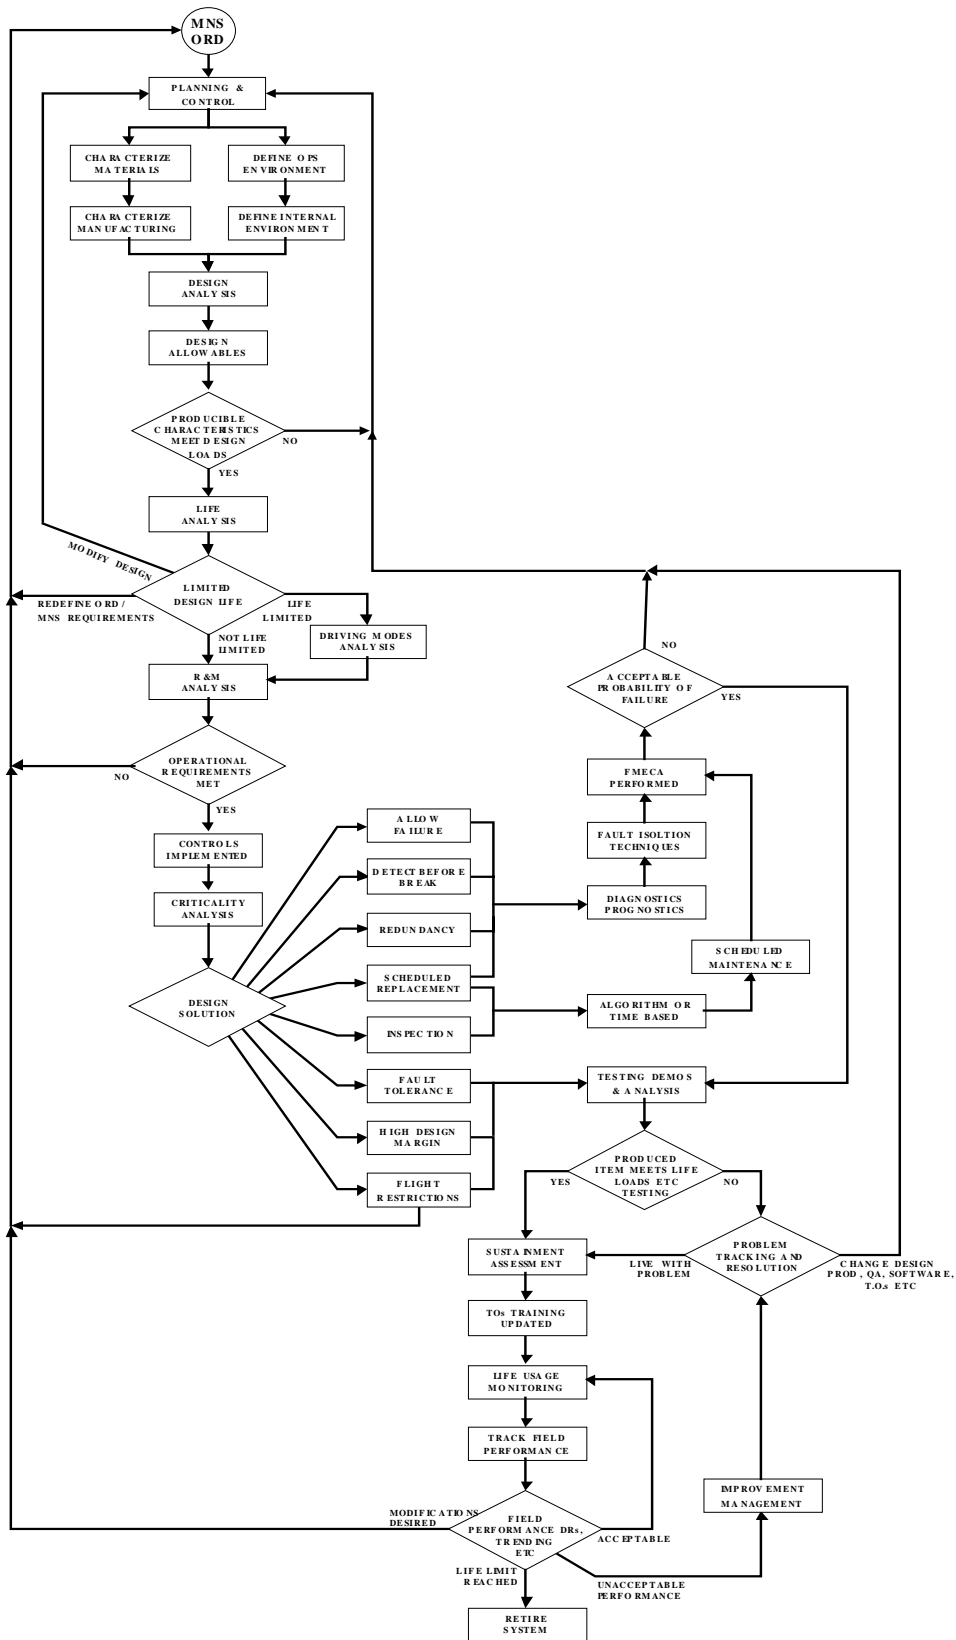 MNS
ORD
PLANNING &
CONTROL
CHARACTERIZE
MATERIALS
DEFINE OPS
ENVIRONMENT
CHARACTERIZE
MANUFACTURING
DEFINE INTERNAL
ENVIRONMENT
DESIGN
ANALYSIS
DESIGN
ALLOWABLES
PRODUCIBLE
CHARACTERISTICS
MEET DESIGN
LOADS
NO
YES
LIFE
ANALYSIS
MODIFY DESIGN
LIMITED
DESIGN LIFE
REDEFINE ORD /
MNS REQUIREMENTS
LIFE
LIMITED
NOT LIFE
LIMITED
DRIVING MODES
ANALYSIS
R&M
ANALYSIS
NO
ACCEPTABLE
PROBABILITY OF
FAILURE
YES
OPERATIONAL
REQUIREMENTS
MET
NO
YES
FMECA
PERFORMED
CONTROLS
IMPLEMENTED
ALLOW
FAILURE
FAULT ISOLTION
TECHNIQUES
CRITICALITY
ANALYSIS
DETECT BEFORE
BREAK
DIAGNOSTICS
PROGNOSTICS
REDUNDANCY
SCHEDULED
MAINTENANCE
DESIGN
SOLUTION
SCHEDULED
REPLACEMENT
ALGORITHM OR
TIME BASED
INSPECTION
FAULT
TOLERANCE
TESTING DEMOS
& ANALYSIS
HIGH DESIGN
MARGIN
PRODUCED
ITEM MEETS LIFE
LOADS ETC
TESTING
YES
NO
FLIGHT
RESTRICTIONS
SUSTAINMENT
ASSESSMENT
LIVE WITH
PROBLEM
PROBLEM
TRACKING AND
RESOLUTION
CHANGE DESIGN
PROD, QA, SOFTWARE,
T.O.s ETC
TOs TRAINING
UPDATED
LIFE USAGE
MONITORING
TRACK FIELD
PERFORMANCE
IMPROVEMENT
MANAGEMENT
MODIFICATIONS
DESIRED
FIELD
PERFORMANCE DRs,
TRENDING
ETC
ACCEPTABLE
LIFE LIMIT
REACHED
UNACCEPTABLE
PERFORMANCE
RETIRE
SYSTEM